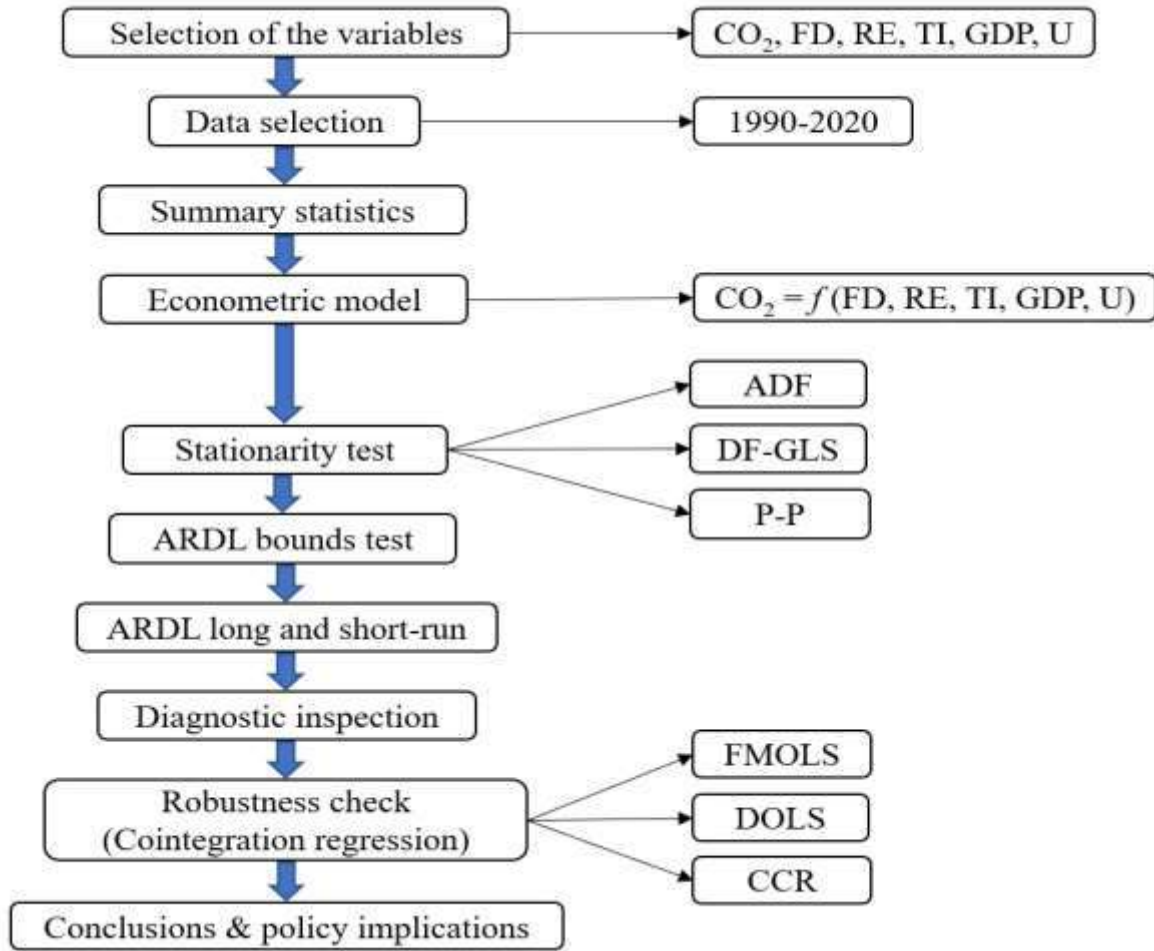 Selection of the variables
CO₂, FD, RE, TI, GDP, U
Data selection
1990-2020
Summary statistics
Econometric model
CO₂ = f (FD, RE, TI, GDP, U)
Stationarity test
ADF
DF-GLS
P-P
ARDL bounds test
ARDL long and short-run
Diagnostic inspection
Robustness check
(Cointegration regression)
FMOLS
DOLS
CCR
Conclusions & policy implications